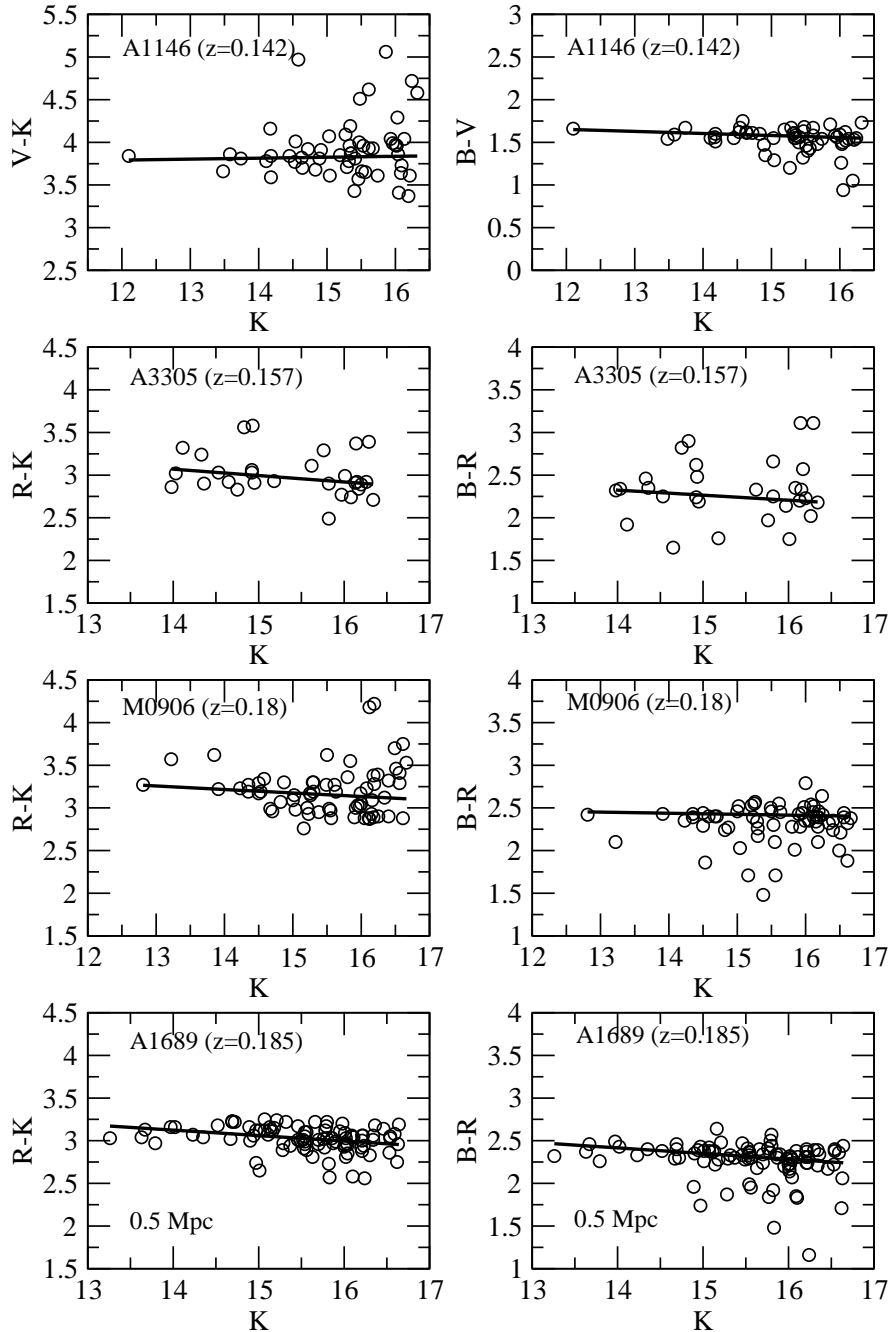 A1146 (z=0.142)
V-K
5.5
5
4.5
4
3.5
3
2.5
12 13 14 15 16
K
A1146 (z=0.142)
B-V
3
2.5
2
1.5
1
0.5
0
12 13 14 15 16
K
A3305 (z=0.157)
R-K
4.5
4
3.5
3
2.5
2
1.5
13 14 15 16 17
K
A3305 (z=0.157)
B-R
4
3.5
3
2.5
2
1.5
1
13 14 15 16 17
K
M0906 (z=0.18)
R-K
4.5
4
3.5
3
2.5
2
1.5
12 13 14 15 16 17
K
M0906 (z=0.18)
B-R
4
3.5
3
2.5
2
1.5
1
12 13 14 15 16 17
K
A1689 (z=0.185)
R-K
4.5
4
3.5
3
2.5
2
1.5
0.5 Mpc
13 14 15 16 17
K
A1689 (z=0.185)
B-R
4
3.5
3
2.5
2
1.5
1
0.5 Mpc
13 14 15 16 17
K